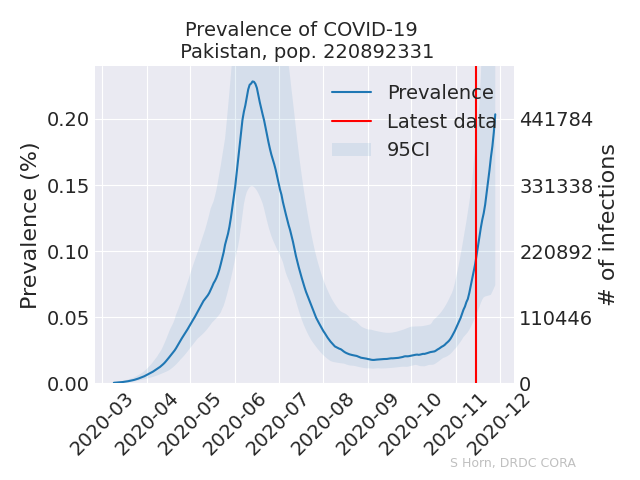 Prevalence of COVID-19
Pakistan, pop. 220892331
Prevalence
Latest data
95CI
Prevalence (%)
0.20
0.15
0.10
0.05
0.00
441784
331338
220892
110446
0
# of infections
2020-03
2020-04
2020-05
2020-06
2020-07
2020-08
2020-09
2020-10
2020-11
2020-12
S Horn, DRDC CORA